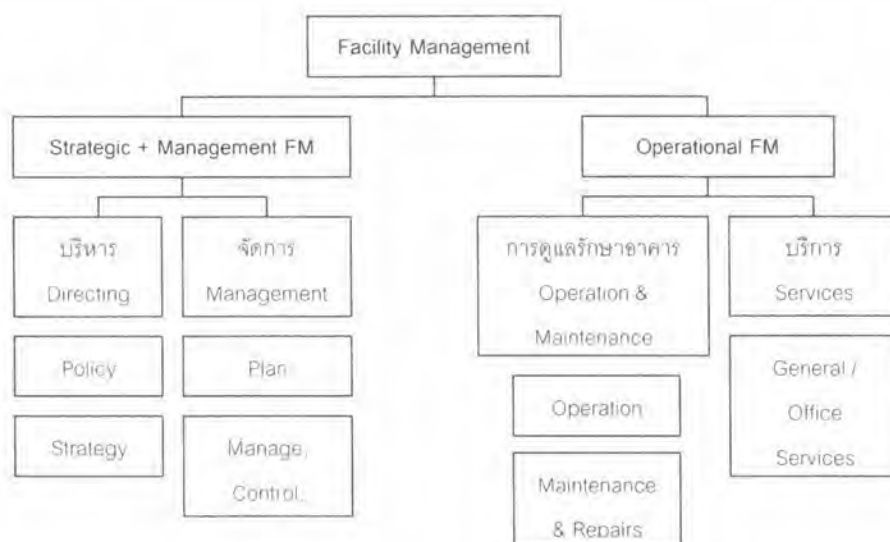 Facility Management
Strategic + Management FM
Operational FM
บริหาร
Directing
จัดการ
Management
การดูแลรักษาอาคาร
Operation &
Maintenance
บริการ
Services
Policy
Plan
Strategy
Manage,
Control,
Operation
Maintenance
& Repairs
General /
Office
Services